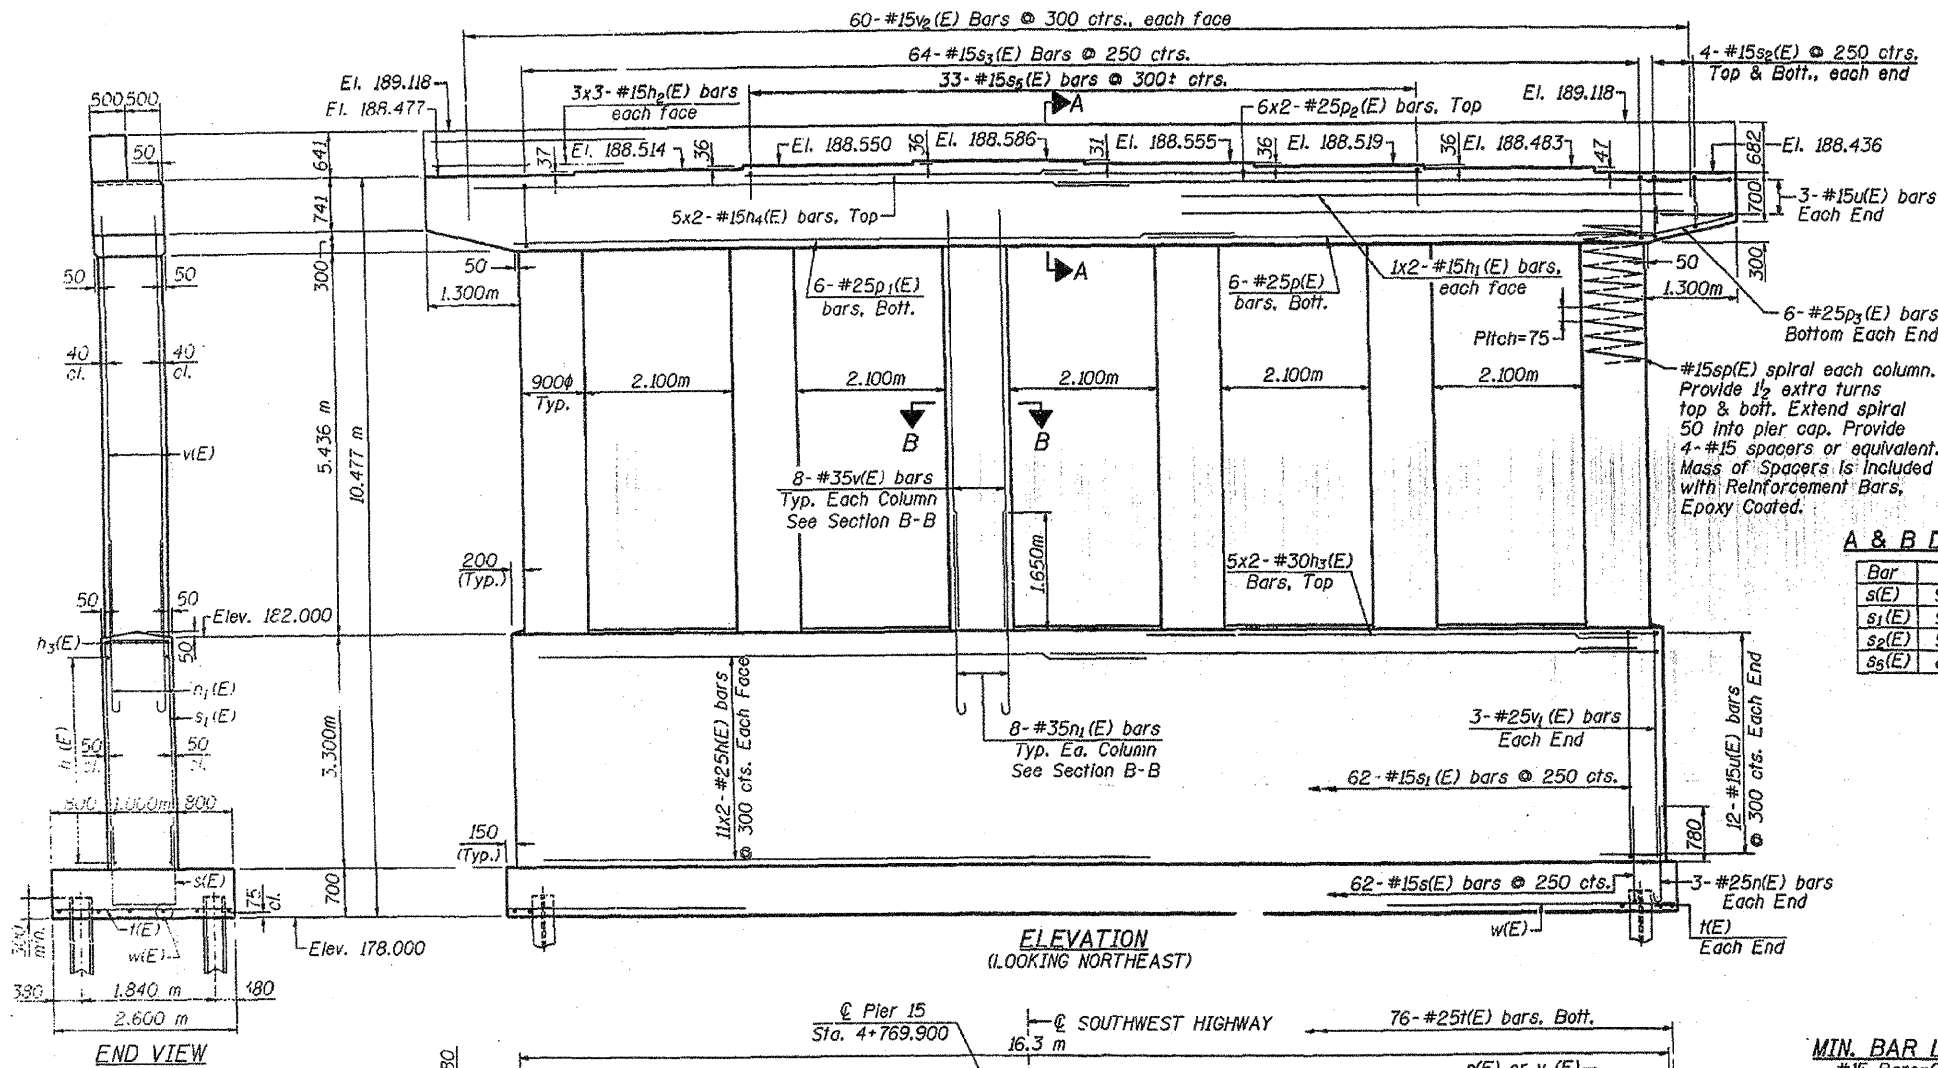 60-#15v2(E) Bars @ 300 ctrs., each face
64-#15s3(E) Bars @ 250 ctrs.
4-#15s2(E) @ 250 ctrs.
Top & Bott., each end
33-#15s5(E) bars @ 300± ctrs.
El. 189.118
El. 188.477
3x3-#15h2(E) bars
each face
A
6x2-#25p2(E) bars, Top
El. 189.118
500 500
50
641
741
300
37
El. 188.514
36
El. 188.550
36
El. 188.586
31
El. 188.555
36
El. 188.519
36
El. 188.483
47
682
El. 188.436
700
3-#15u(E) bars
Each End
5x2-#15h4(E) bars, Top
50
50
50
1.300m
6-#25p1(E)
bars, Bott.
A
6-#25p(E)
bars, Bott.
1x2-#15h1(E) bars,
each face
50
300
1.300m
6-#25p3(E) bars
Bottom Each End
Pitch=75
40
cl.
40
cl.
900ϕ
Typ.
2.100m
2.100m
2.100m
2.100m
2.100m
#15sp(E) spiral each column.
Provide 1½ extra turns
top & bott. Extend spiral
50 into pier cap. Provide
4-#15 spacers or equivalent.
Mass of Spacers is included
with Reinforcement Bars,
Epoxy Coated.
B
B
v(E)
5.436 m
10.477 m
8-#35v(E) bars
Typ. Each Column
See Section B-B
1.650m
200
(Typ.)
5x2-#30h3(E)
Bars, Top
A & B D
Bar
s(E)
s1(E)
s2(E)
s5(E)
50
50
Elev. 182.000
h3(E)
50
n1(E)
s1(E)
h(E)
50
cl.
50
cl.
3.300m
11x2-#25h(E) bars
@ 300 cts. Each Face
8-#35n1(E) bars
Typ. Ea. Column
See Section B-B
3-#25v1(E) bars
Each End
62-#15s1(E) bars @ 250 cts.
12-#15u(E) bars
@ 300 cts. Each End
800 1.000m 800
150
(Typ.)
780
s(E)
75
cl.
700
62-#15s(E) bars @ 250 cts.
3-#25n(E) bars
Each End
300
min.
t(E)
w(E)
Elev. 178.000
w(E)
t(E)
Each End
ELEVATION
(LOOKING NORTHEAST)
380
1.840 m
2.600 m
END VIEW
℄ Pier 15
Sta. 4+769.900
℄ SOUTHWEST HIGHWAY
16.3 m
76-#25t(E) bars, Bott.
MIN. BAR L